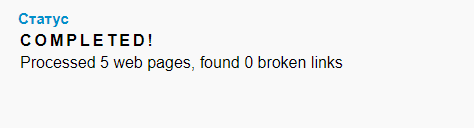 Статус
COMPLETED!
Processed 5 web pages, found 0 broken links